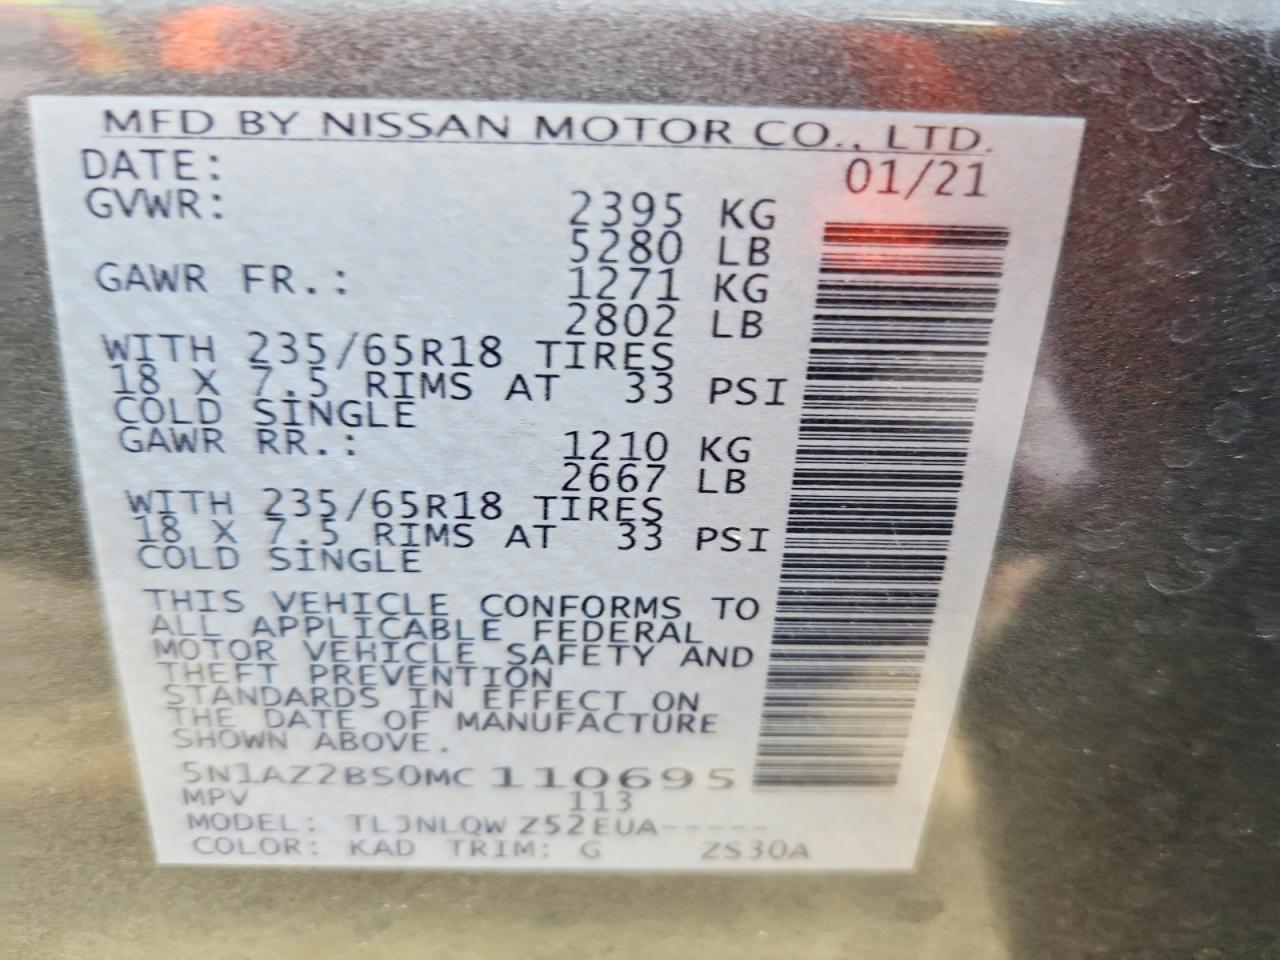 MFD BY NISSAN MOTOR CO., LTD.
DATE: 01/21
GVWR: 2395 KG
5280 LB
GAWR FR.: 1271 KG
2802 LB
WITH 235/65R18 TIRES
18 X 7.5 RIMS AT 33 PSI
COLD SINGLE
GAWR RR.: 1210 KG
2667 LB
WITH 235/65R18 TIRES
18 X 7.5 RIMS AT 33 PSI
COLD SINGLE
THIS VEHICLE CONFORMS TO
ALL APPLICABLE FEDERAL
MOTOR VEHICLE SAFETY AND
THEFT PREVENTION
STANDARDS IN EFFECT ON
THE DATE OF MANUFACTURE
SHOWN ABOVE.
5N1AZ2BS0MC110695
MPV 113
MODEL: TLJNLQWZ52EUA-----
COLOR: KAD TRIM: G ZS30A